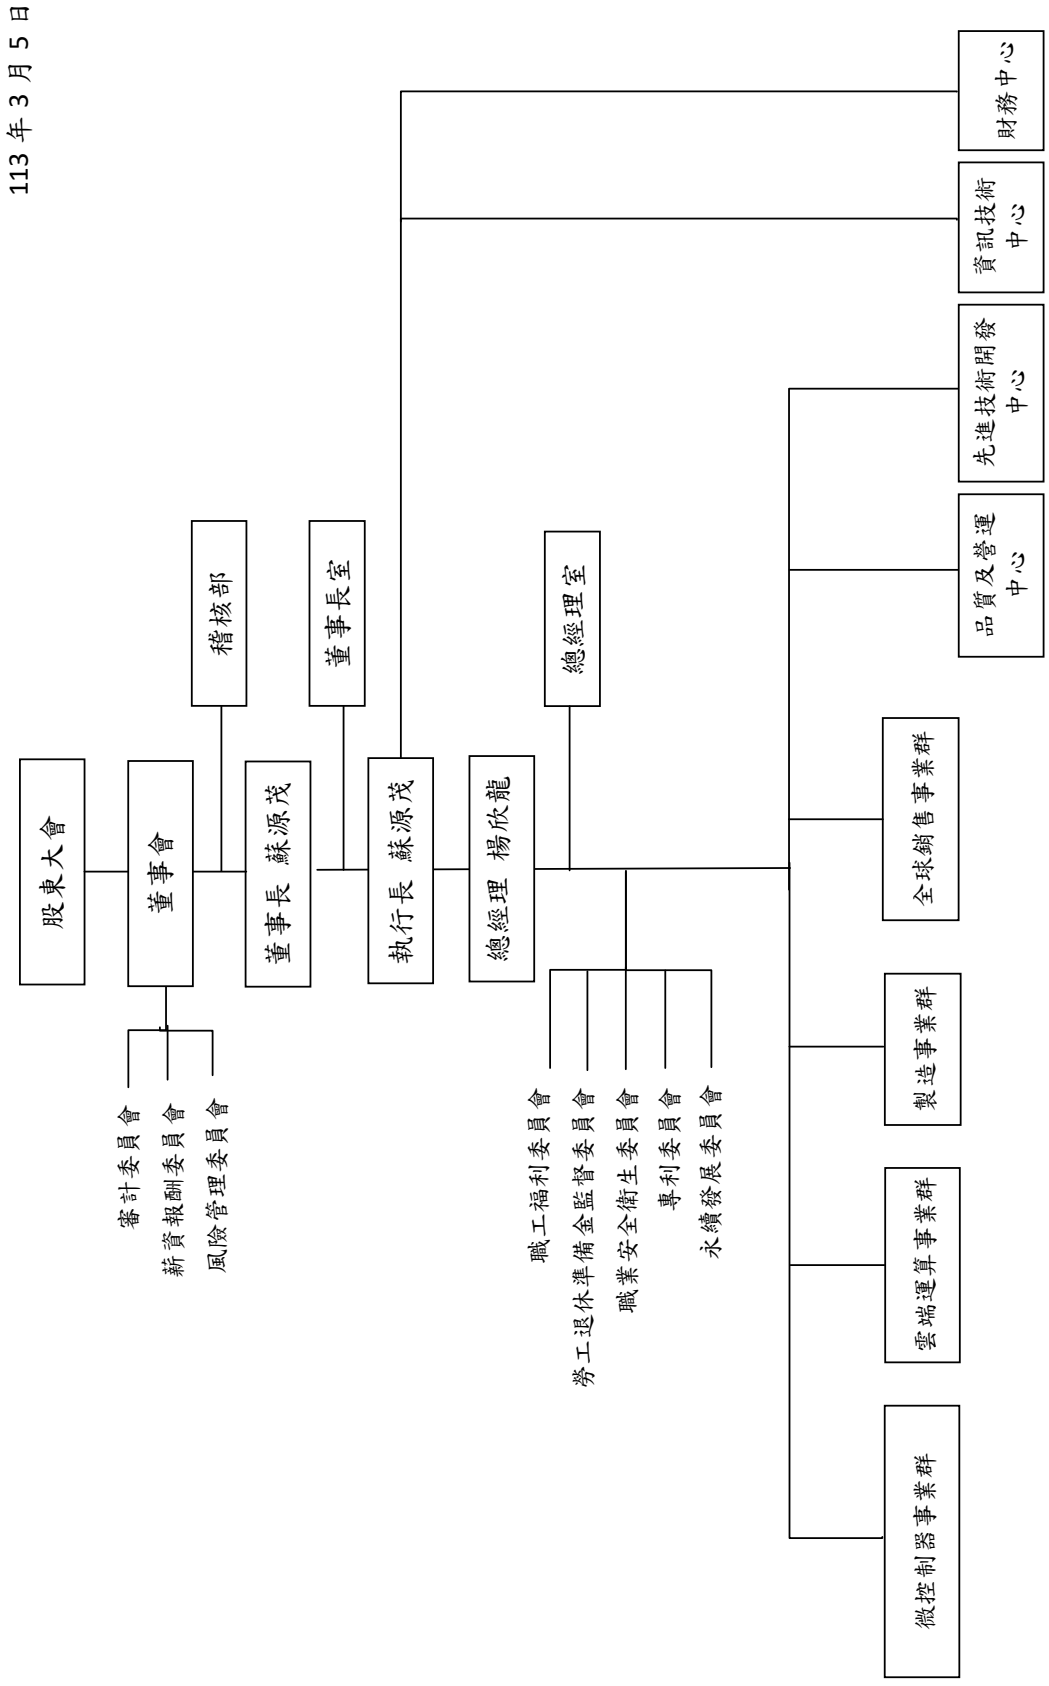 113 年 3 月 5 日
股東大會
董事會
稽核部
審計委員會
薪資報酬委員會
風險管理委員會
董事長 蘇源茂
董事長室
執行長 蘇源茂
總經理 楊欣龍
總經理室
職工福利委員會
勞工退休準備金監督委員會
職業安全衛生委員會
專利委員會
永續發展委員會
微控制器事業群
雲端運算事業群
製造事業群
全球銷售事業群
品質及營運
中心
先進技術開發
中心
資訊技術
中心
財務中心